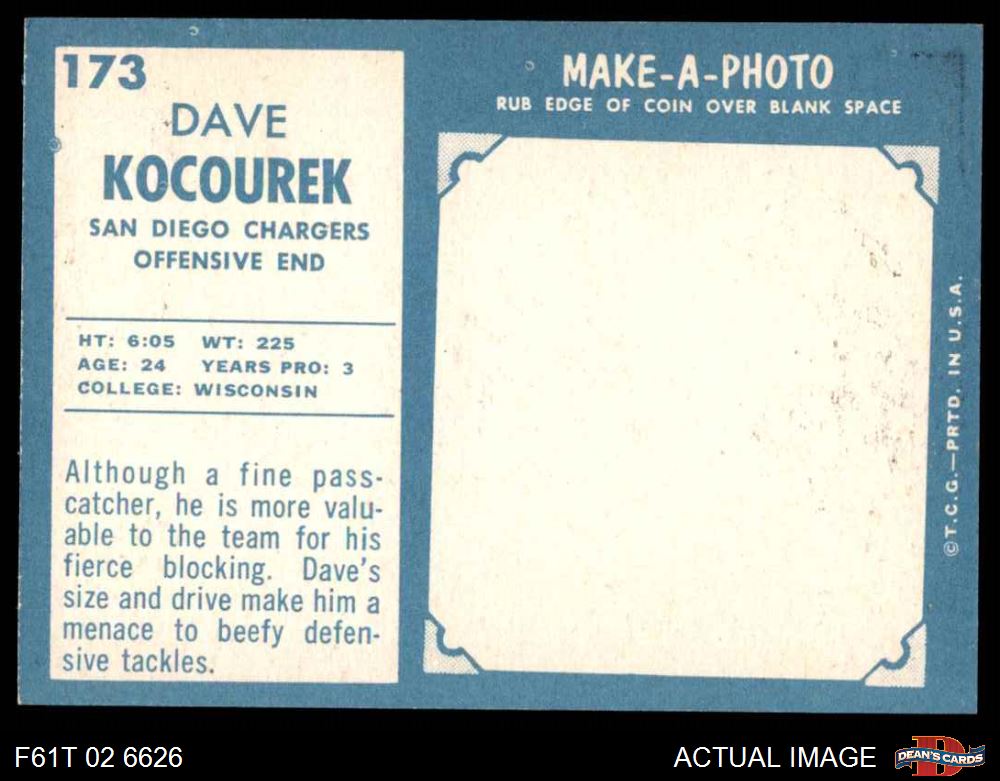 173
DAVE
KOCOUREK
SAN DIEGO CHARGERS
OFFENSIVE END
HT: 6:05 WT: 225
AGE: 24 YEARS PRO: 3
COLLEGE: WISCONSIN
Although a fine pass-
catcher, he is more valu-
able to the team for his
fierce blocking. Dave's
size and drive make him a
menace to beefy defen-
sive tackles.
MAKE-A-PHOTO
RUB EDGE OF COIN OVER BLANK SPACE
©T.C.G.—PRTD. IN U.S.A.
F61T 02 6626
ACTUAL IMAGE
DEAN'S CARDS